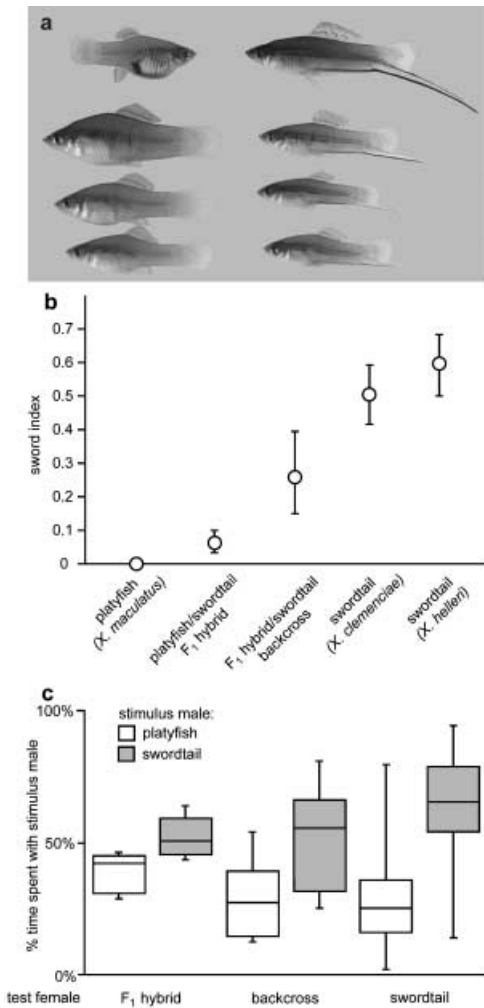 a
b
0.7
0.6
0.5
0.4
0.3
0.2
0.1
0
sword index
platyfish
(X. maculatus)
platyfish/swordtail
F1 hybrid
F1 hybrid/swordtail
backcross
swordtail
(X. clemenciae)
swordtail
(X. helleri)
c
100%
50%
0%
% time spent with stimulus male
stimulus male:
platyfish
swordtail
test female F1 hybrid backcross swordtail